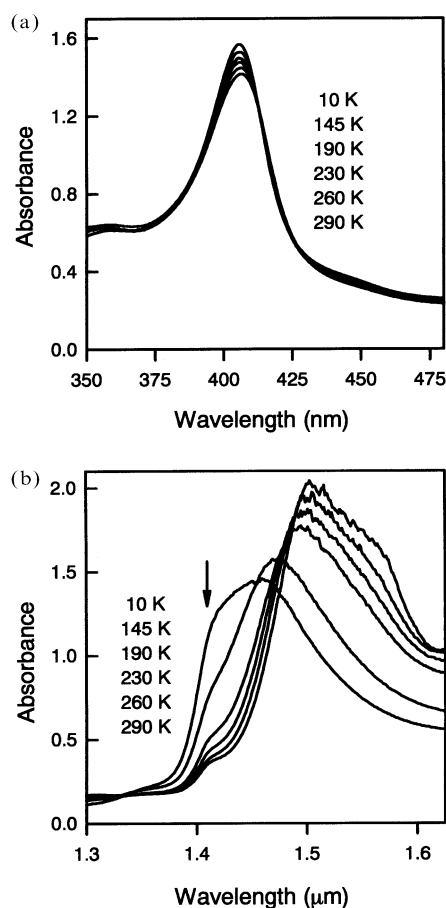 (a)
1.6
1.2
0.8
0.4
0.0
Absorbance
10 K
145 K
190 K
230 K
260 K
290 K
350 375 400 425 450 475
Wavelength (nm)
(b)
2.0
1.5
1.0
0.5
0.0
Absorbance
10 K
145 K
190 K
230 K
260 K
290 K
1.3 1.4 1.5 1.6
Wavelength (μm)